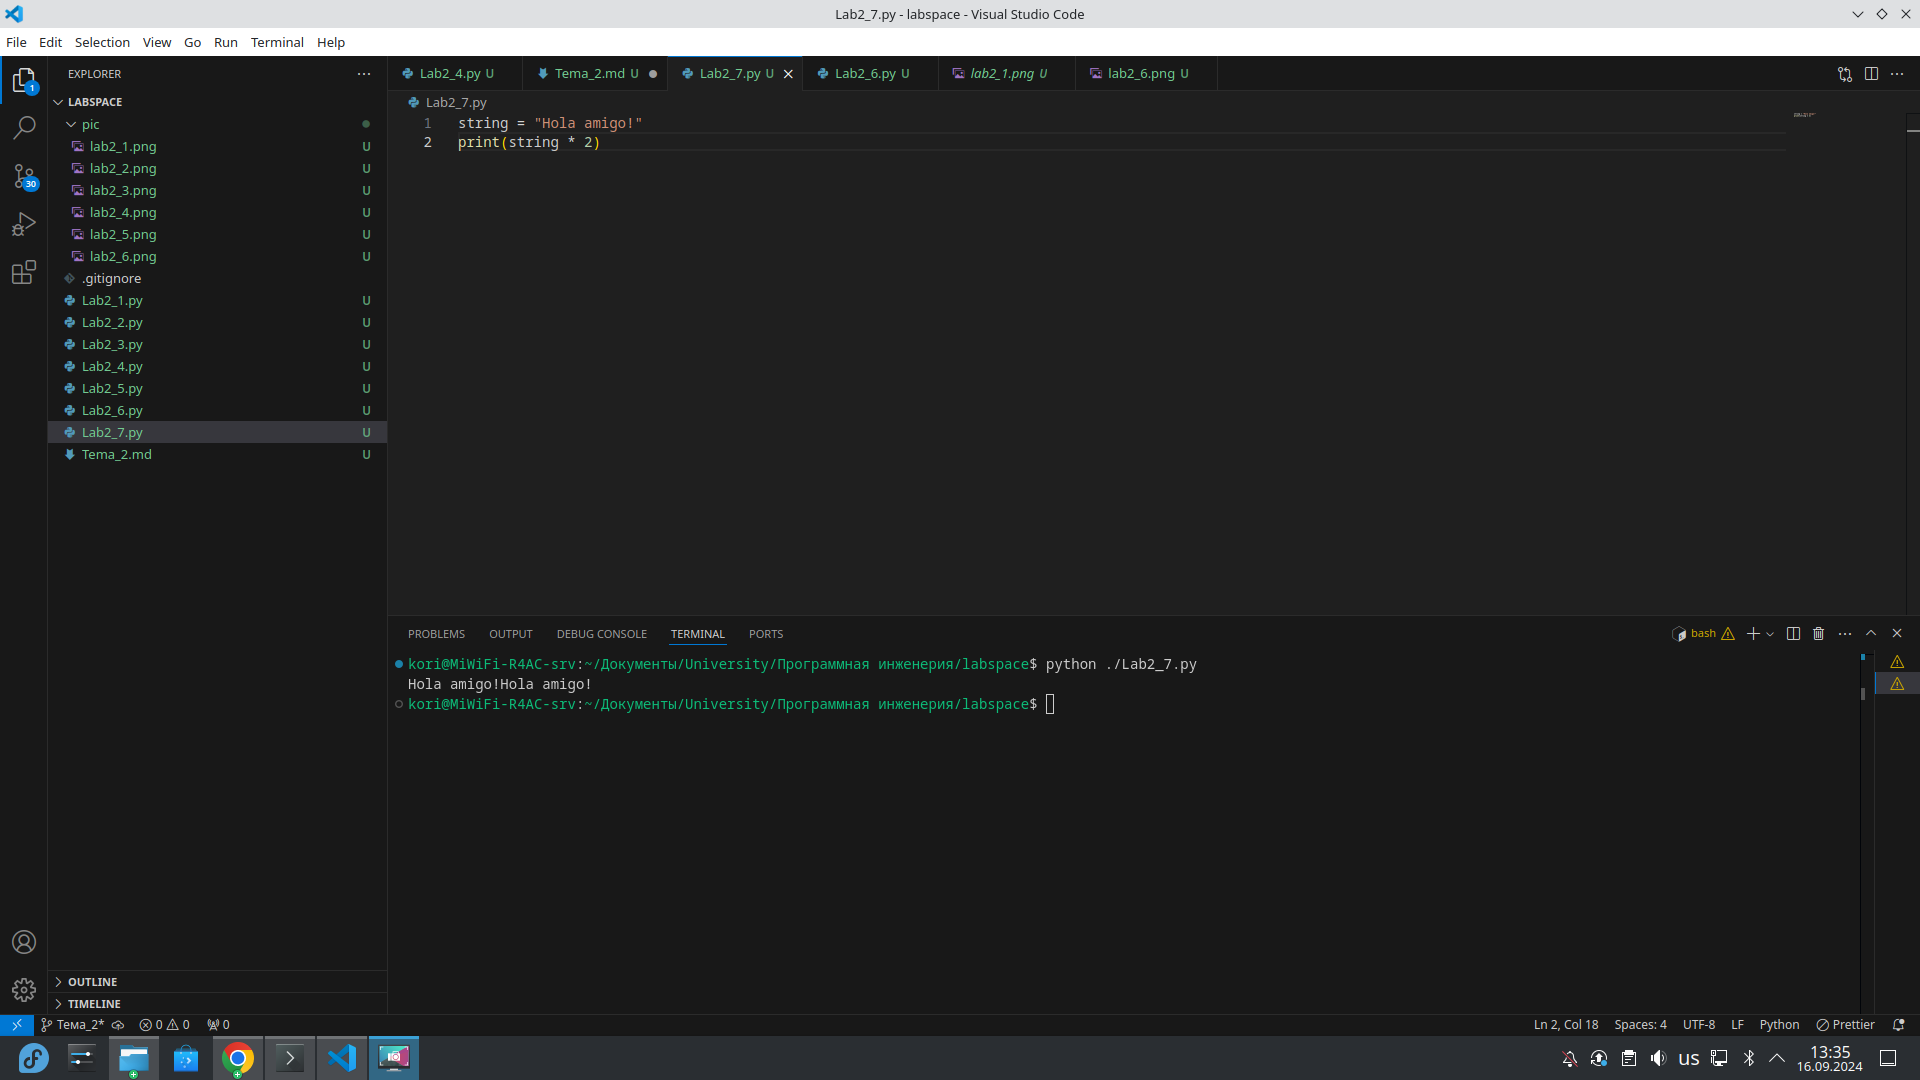 Lab2_7.py - labspace - Visual Studio Code
File Edit Selection View Go Run Terminal Help
EXPLORER
Lab2_4.py U
Tema_2.md U
Lab2_7.py U
Lab2_6.py U
lab2_1.png U
lab2_6.png U
1
LABSPACE
pic
lab2_1.png U
lab2_2.png U
lab2_3.png U
lab2_4.png U
lab2_5.png U
lab2_6.png U
.gitignore
Lab2_1.py U
Lab2_2.py U
Lab2_3.py U
Lab2_4.py U
Lab2_5.py U
Lab2_6.py U
Lab2_7.py U
Tema_2.md U
30
OUTLINE
TIMELINE
Lab2_7.py
1 string = "Hola amigo!"
2 print(string * 2)
PROBLEMS OUTPUT DEBUG CONSOLE TERMINAL PORTS
bash
kori@MiWiFi-R4AC-srv:~/Документы/University/Программная инженерия/labspace$ python ./Lab2_7.py
Hola amigo!Hola amigo!
kori@MiWiFi-R4AC-srv:~/Документы/University/Программная инженерия/labspace$
Тема_2* 0 0 0
Ln 2, Col 18 Spaces: 4 UTF-8 LF Python Prettier
us
13:35
16.09.2024